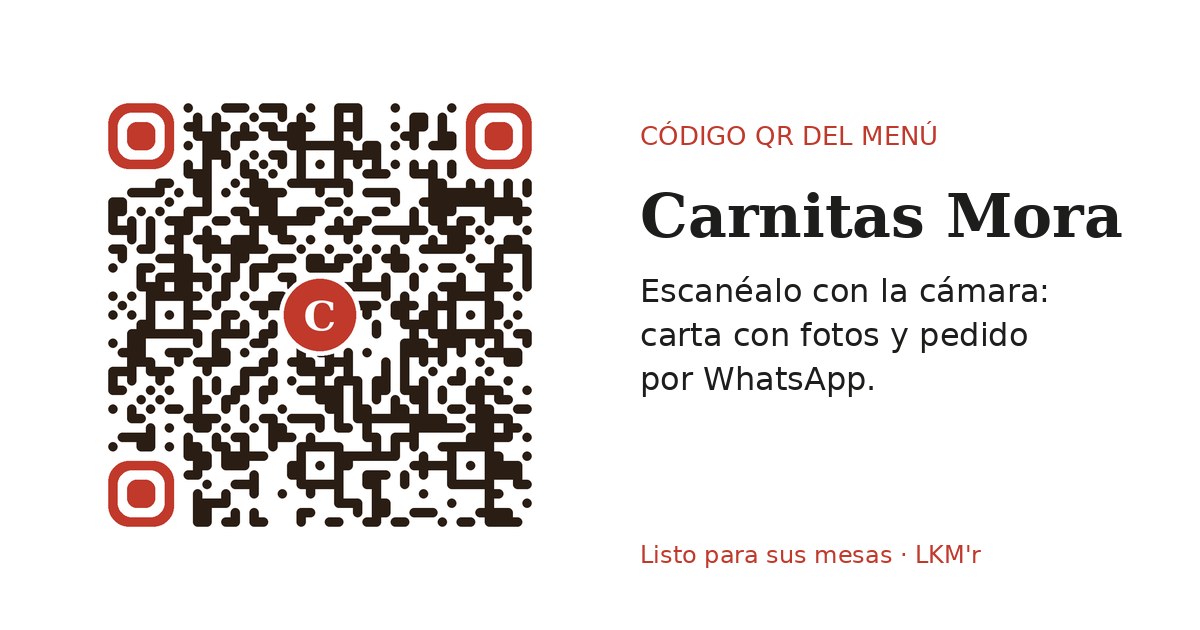 C
CÓDIGO QR DEL MENÚ
Carnitas Mora
Escanéalo con la cámara:
carta con fotos y pedido
por WhatsApp.
Listo para sus mesas · LKM'r